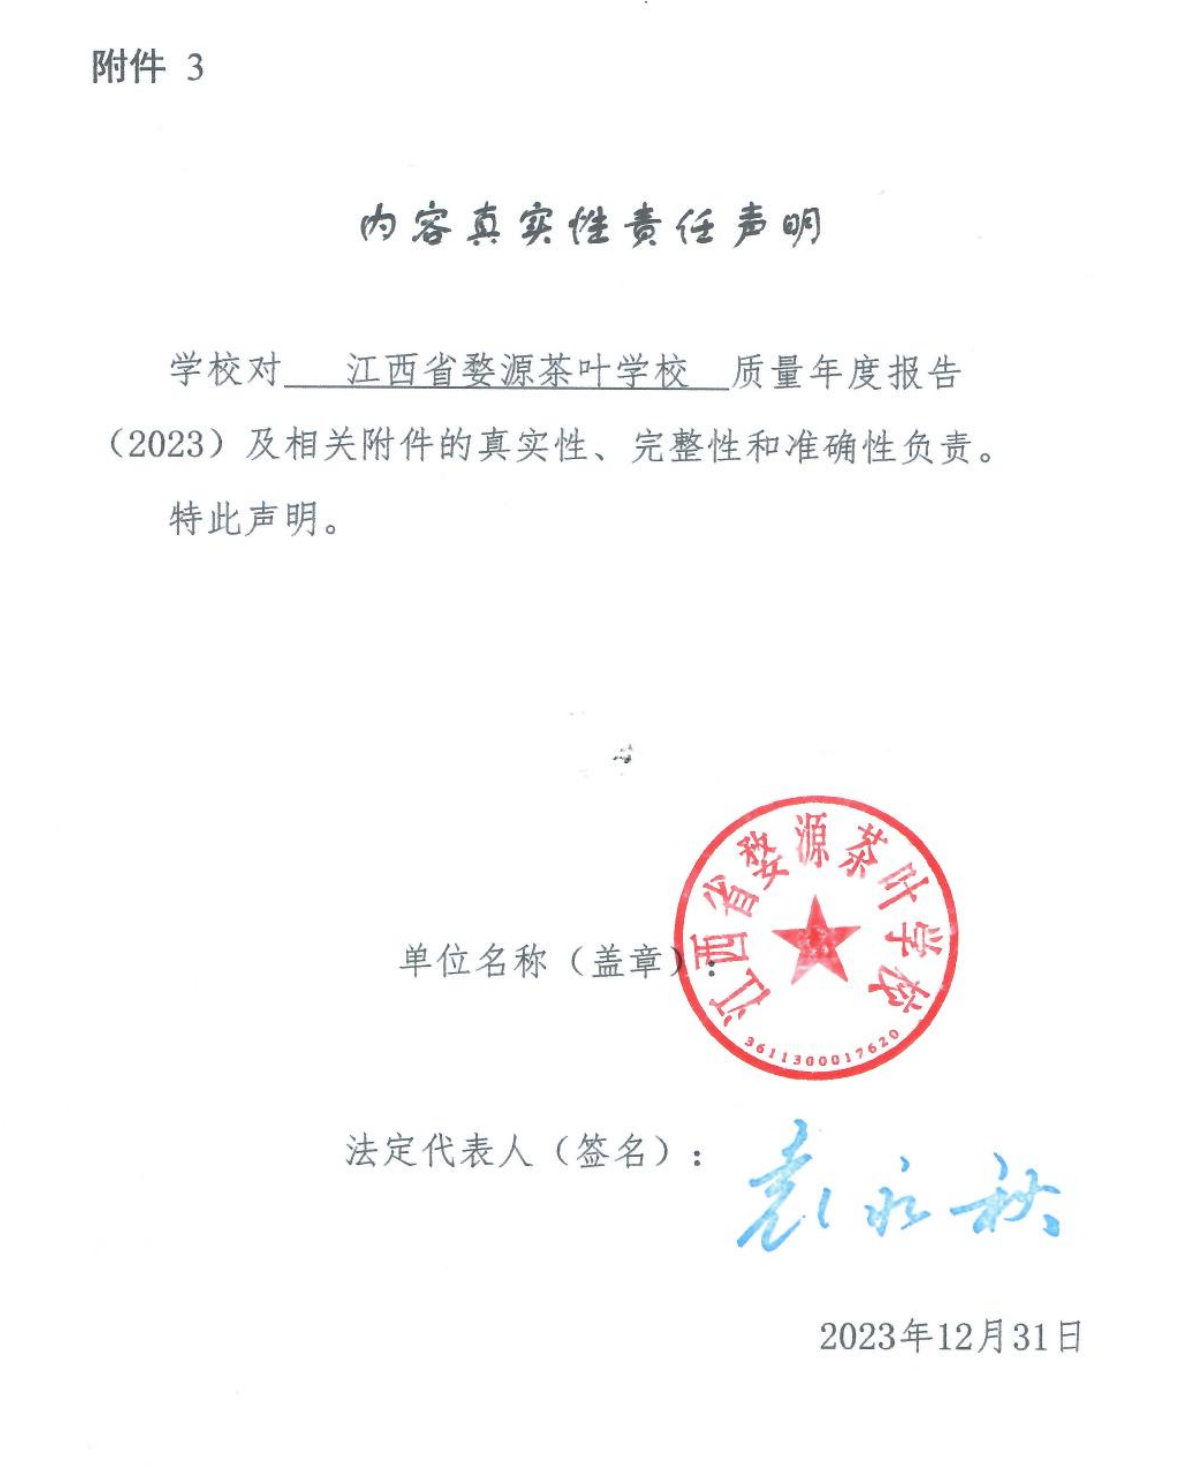 附件 3
内容真实性责任声明
学校对 江西省婺源茶叶学校 质量年度报告
（2023）及相关附件的真实性、完整性和准确性负责。
特此声明。
江西省婺源茶叶学校
单位名称（盖章）：
3611300017620
法定代表人（签名）：
袁永秋
2023年12月31日